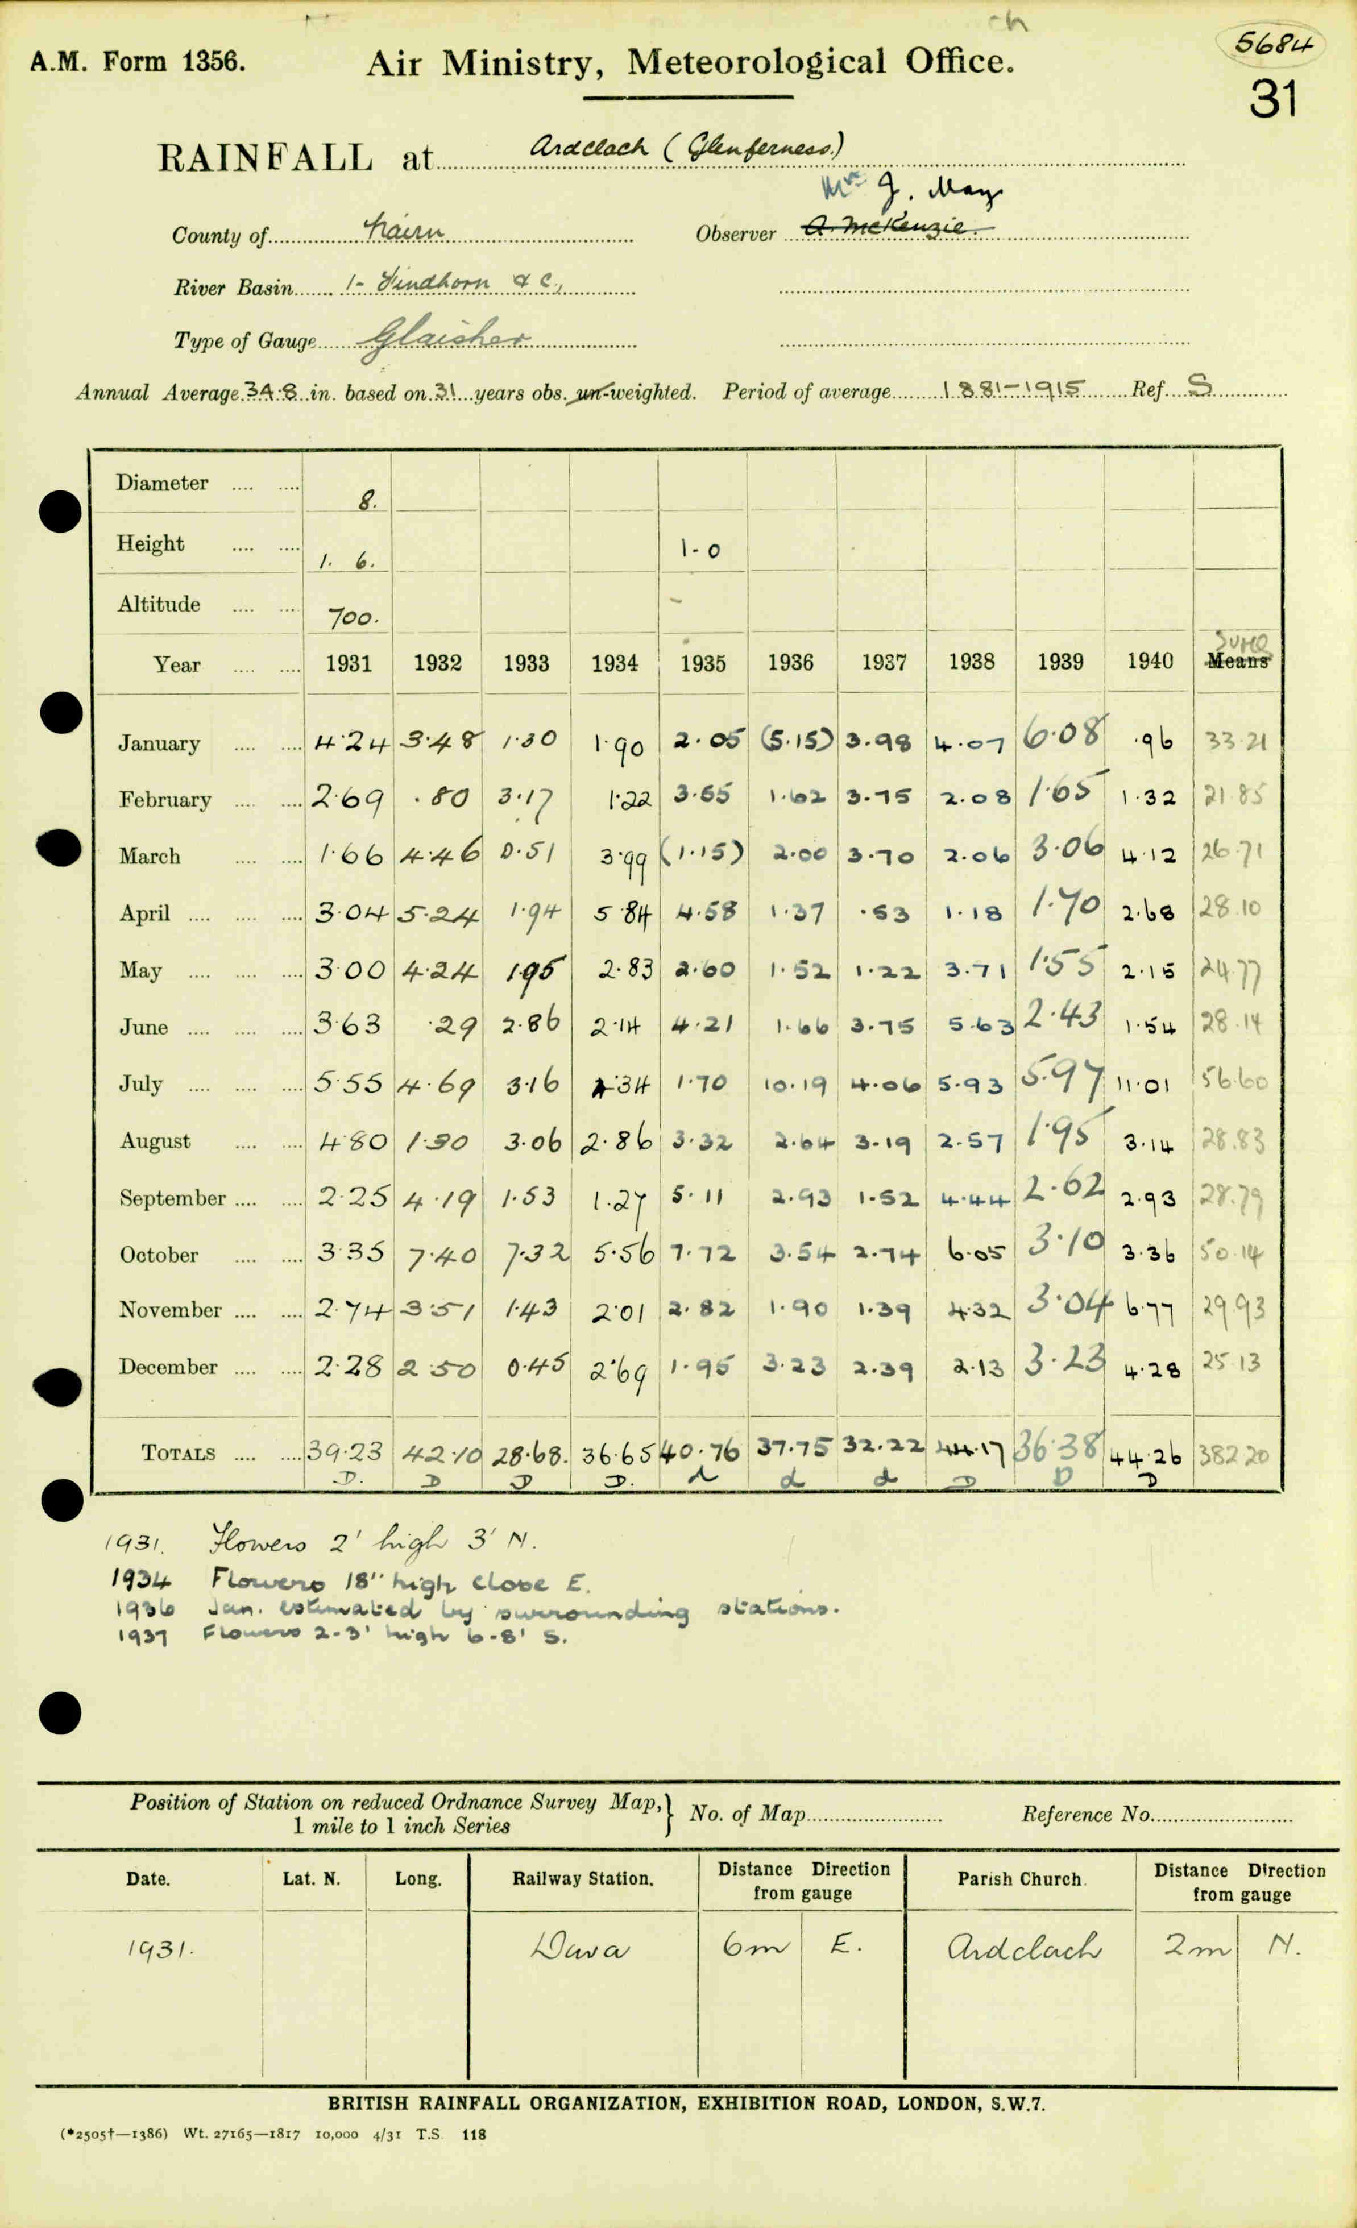 ch
5684
A.M. Form 1356. Air Ministry, Meteorological Office.
31
RAINFALL at Ardclach (Glenferness.)
Mrs J. May
County of Nairn Observer A. McKenzie.
River Basin 1- Findhorn & C.,
Type of Gauge Glaisher
Annual Average 34.8 in. based on 31 years obs. un-weighted. Period of average 1881-1915 Ref. S
Diameter .... .... 8.
Height .... .... 1. 6. 1-0
Altitude .... .... 700. -
Sums
Year .... .... 1931 1932 1933 1934 1935 1936 1937 1938 1939 1940 Means
January .... .... 4.24 3.48 1.30 1.90 2.05 (5.15) 3.98 4.07 6.08 .96 33.21
February .... .... 2.69 .80 3.17 1.22 3.55 1.62 3.75 2.08 1.65 1.32 21.85
March .... .... 1.66 4.46 0.51 3.99 (1.15) 2.00 3.70 2.06 3.06 4.12 26.71
April .... .... .... 3.04 5.24 1.94 5.84 4.58 1.37 .53 1.18 1.70 2.68 28.10
May .... .... .... 3.00 4.24 1.95 2.83 2.60 1.52 1.22 3.71 1.55 2.15 24.77
June .... .... .... 3.63 .29 2.86 2.14 4.21 1.66 3.75 5.63 2.43 1.54 28.14
July .... .... .... 5.55 4.69 3.16 4.34 1.70 10.19 4.06 5.93 5.97 11.01 56.60
August .... .... 4.80 1.30 3.06 2.86 3.32 2.64 3.19 2.57 1.95 3.14 28.83
September .... .... 2.25 4.19 1.53 1.27 5.11 2.93 1.52 4.44 2.62 2.93 28.79
October .... .... 3.35 7.40 7.32 5.56 7.72 3.54 2.74 6.05 3.10 3.36 50.14
November .... .... 2.74 3.51 1.43 2.01 2.82 1.90 1.39 4.32 3.04 6.77 29.93
December .... .... 2.28 2.50 0.45 2.69 1.95 3.23 2.39 2.13 3.23 4.28 25.13
TOTALS .... .... 39.23 42.10 28.68. 36.65 40.76 37.75 32.22 44.17 36.38 44.26 382.20
D. D D D. d d d D D D
1931. Flowers 2' high 3' N.
1934 Flowers 18" high close E.
1936 Jan. estimated by surrounding stations.
1937 Flowers 2-3' high 6-8' S.
Position of Station on reduced Ordnance Survey Map,} No. of Map Reference No.
1 mile to 1 inch Series
Date. Lat. N. Long. Railway Station. Distance Direction from gauge Parish Church. Distance Direction from gauge
1931. Dava 6m E. Ardclach 2m N.
BRITISH RAINFALL ORGANIZATION, EXHIBITION ROAD, LONDON, S.W.7.
(*2505†—1386) Wt. 27165—1817 10,000 4/31 T.S. 118